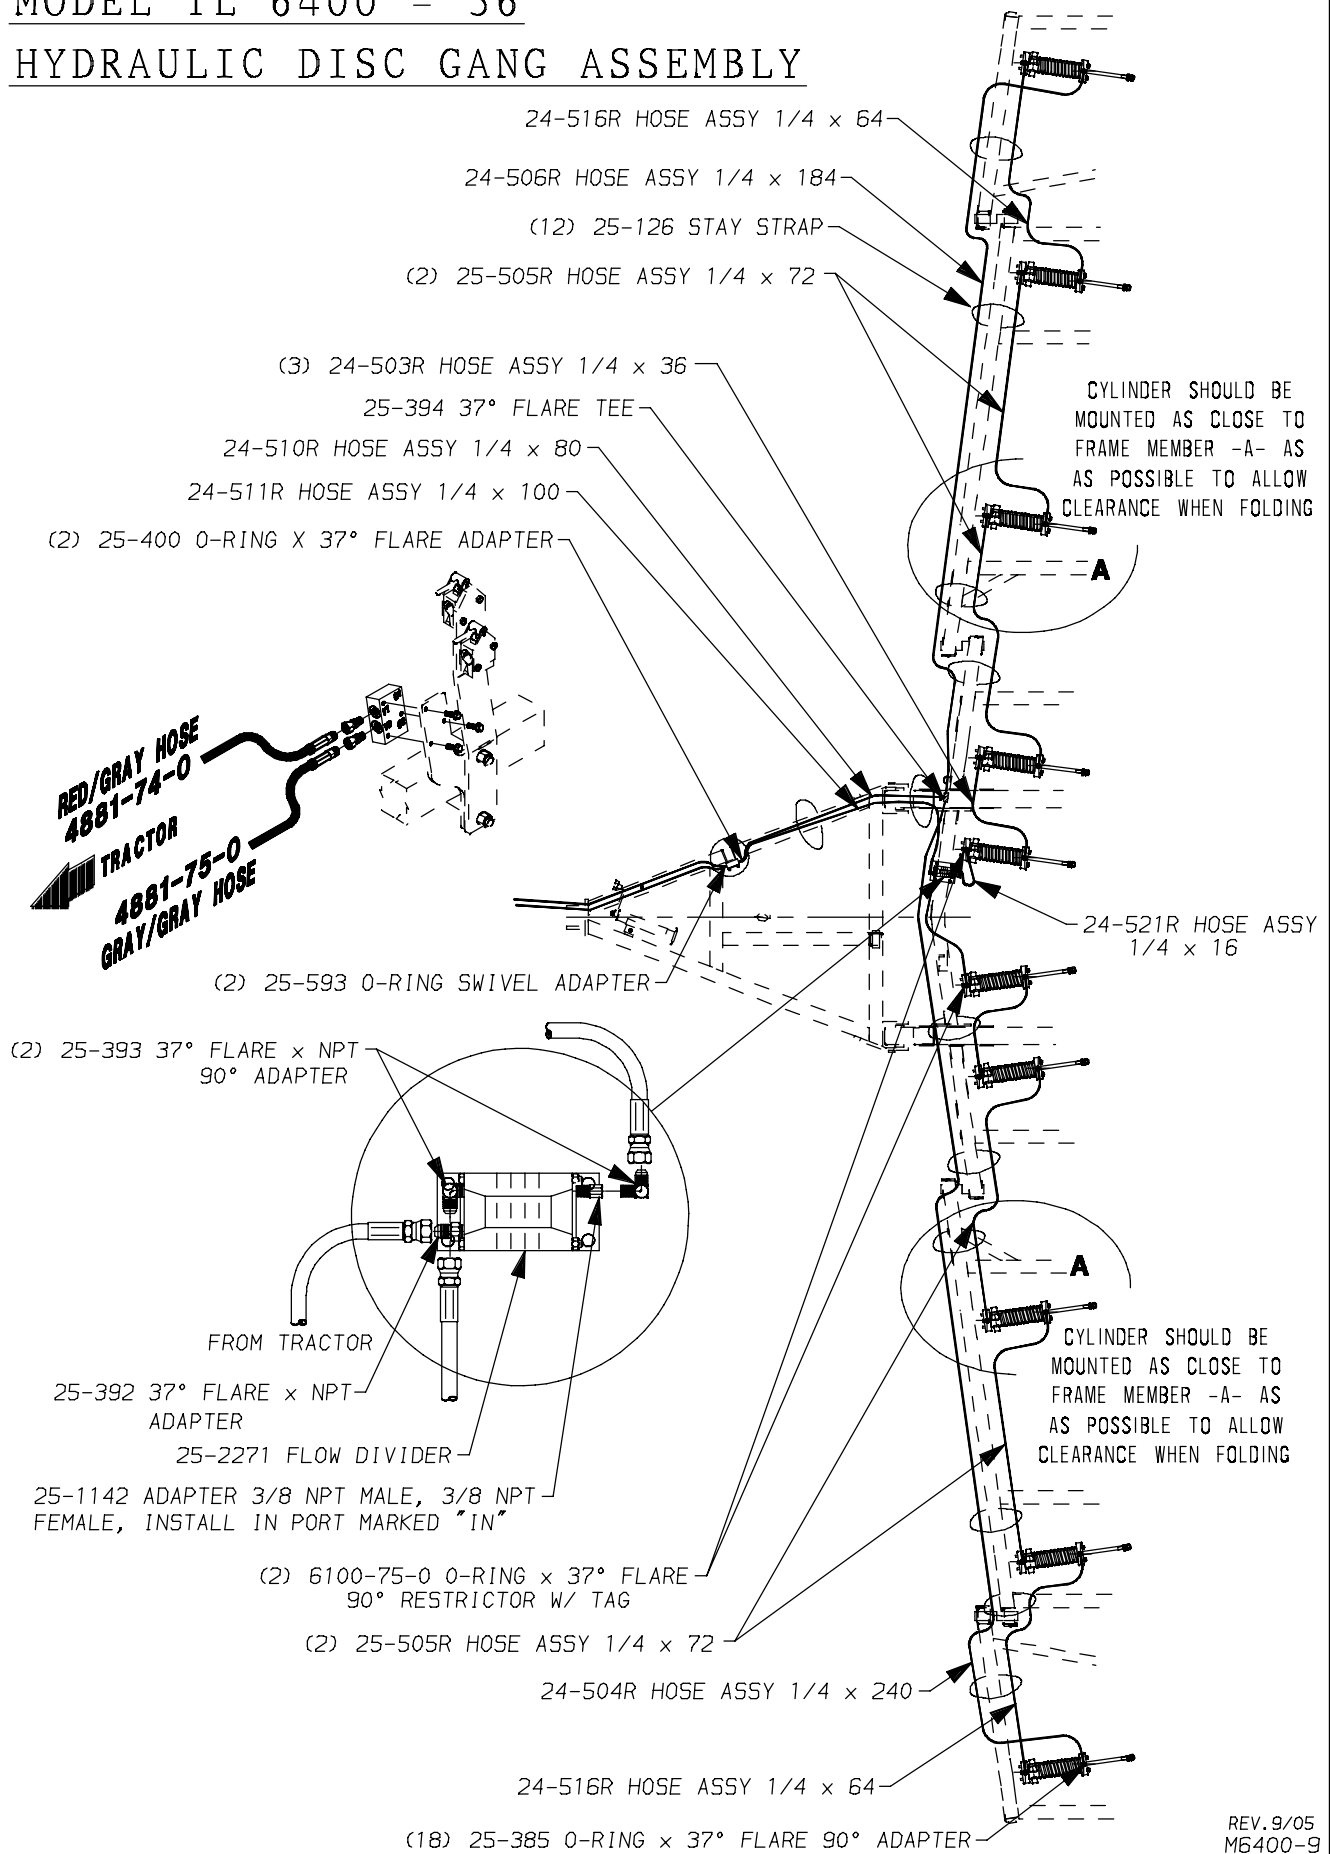 MODEL TL 6400 - 36
HYDRAULIC DISC GANG ASSEMBLY
24-516R HOSE ASSY 1/4 x 64
24-506R HOSE ASSY 1/4 x 184
(12) 25-126 STAY STRAP
(2) 25-505R HOSE ASSY 1/4 x 72
(3) 24-503R HOSE ASSY 1/4 x 36
25-394 37° FLARE TEE
24-510R HOSE ASSY 1/4 x 80
24-511R HOSE ASSY 1/4 x 100
(2) 25-400 O-RING X 37° FLARE ADAPTER
CYLINDER SHOULD BE
MOUNTED AS CLOSE TO
FRAME MEMBER -A- AS
AS POSSIBLE TO ALLOW
CLEARANCE WHEN FOLDING
A
RED/GRAY HOSE
4881-74-0
TRACTOR
4881-75-0
GRAY/GRAY HOSE
24-521R HOSE ASSY
1/4 x 16
(2) 25-593 O-RING SWIVEL ADAPTER
(2) 25-393 37° FLARE x NPT
90° ADAPTER
A
FROM TRACTOR
25-392 37° FLARE x NPT
ADAPTER
25-2271 FLOW DIVIDER
25-1142 ADAPTER 3/8 NPT MALE, 3/8 NPT
FEMALE, INSTALL IN PORT MARKED "IN"
CYLINDER SHOULD BE
MOUNTED AS CLOSE TO
FRAME MEMBER -A- AS
AS POSSIBLE TO ALLOW
CLEARANCE WHEN FOLDING
(2) 6100-75-0 O-RING x 37° FLARE
90° RESTRICTOR W/ TAG
(2) 25-505R HOSE ASSY 1/4 x 72
24-504R HOSE ASSY 1/4 x 240
24-516R HOSE ASSY 1/4 x 64
(18) 25-385 O-RING x 37° FLARE 90° ADAPTER
REV.9/05
M6400-9